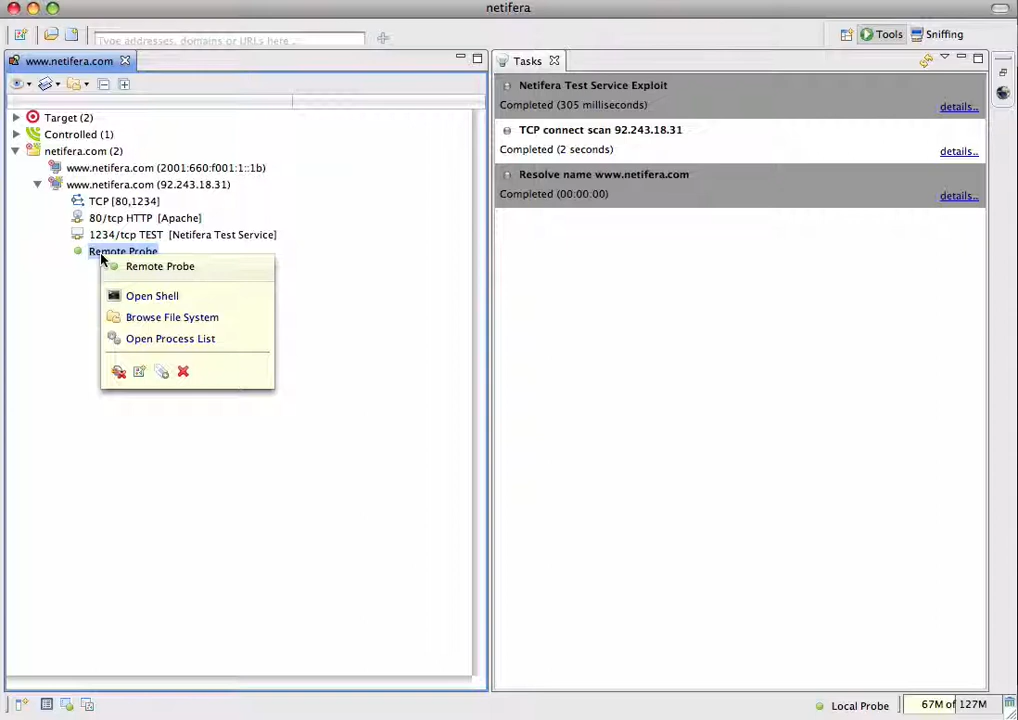 netifera
Type addresses, domains or URLs here ..
Tools
Sniffing
www.netifera.com
Tasks
Target (2)
Controlled (1)
netifera.com (2)
www.netifera.com (2001:660:f001:1::1b)
www.netifera.com (92.243.18.31)
TCP [80,1234]
80/tcp HTTP [Apache]
1234/tcp TEST [Netifera Test Service]
Remote Probe
Remote Probe
Open Shell
Browse File System
Open Process List
Netifera Test Service Exploit
Completed (305 milliseconds)
details..
TCP connect scan 92.243.18.31
Completed (2 seconds)
details..
Resolve name www.netifera.com
Completed (00:00:00)
details..
Local Probe
67M of 127M